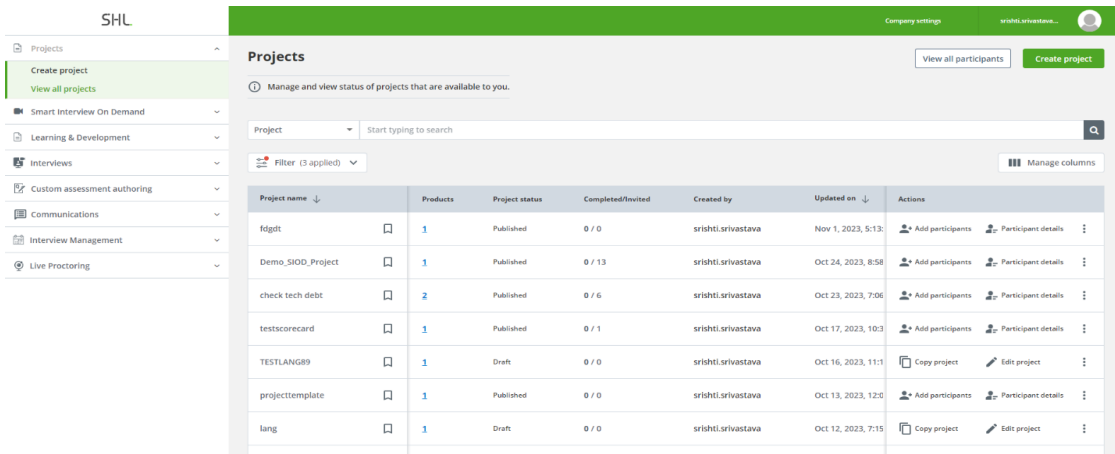 SHL.
Company settings
srishti.srivastava...
Projects
Create project
View all projects
Smart Interview On Demand
Learning & Development
Interviews
Custom assessment authoring
Communications
Interview Management
Live Proctoring
Projects
View all participants
Create project
Manage and view status of projects that are available to you.
Project
Start typing to search
Filter (3 applied)
Manage columns
Project name Products Project status Completed/Invited Created by Updated on Actions
fdgdt 1 Published 0 / 0 srishti.srivastava Nov 1, 2023, 5:13: Add participants Participant details
Demo_SIOD_Project 1 Published 0 / 13 srishti.srivastava Oct 24, 2023, 8:58 Add participants Participant details
check tech debt 2 Published 0 / 6 srishti.srivastava Oct 23, 2023, 7:06 Add participants Participant details
testscorecard 1 Published 0 / 1 srishti.srivastava Oct 17, 2023, 10:3 Add participants Participant details
TESTLANG89 1 Draft 0 / 0 srishti.srivastava Oct 16, 2023, 11:1 Copy project Edit project
projecttemplate 1 Published 0 / 0 srishti.srivastava Oct 13, 2023, 12:0 Add participants Participant details
lang 1 Draft 0 / 0 srishti.srivastava Oct 12, 2023, 7:15 Copy project Edit project